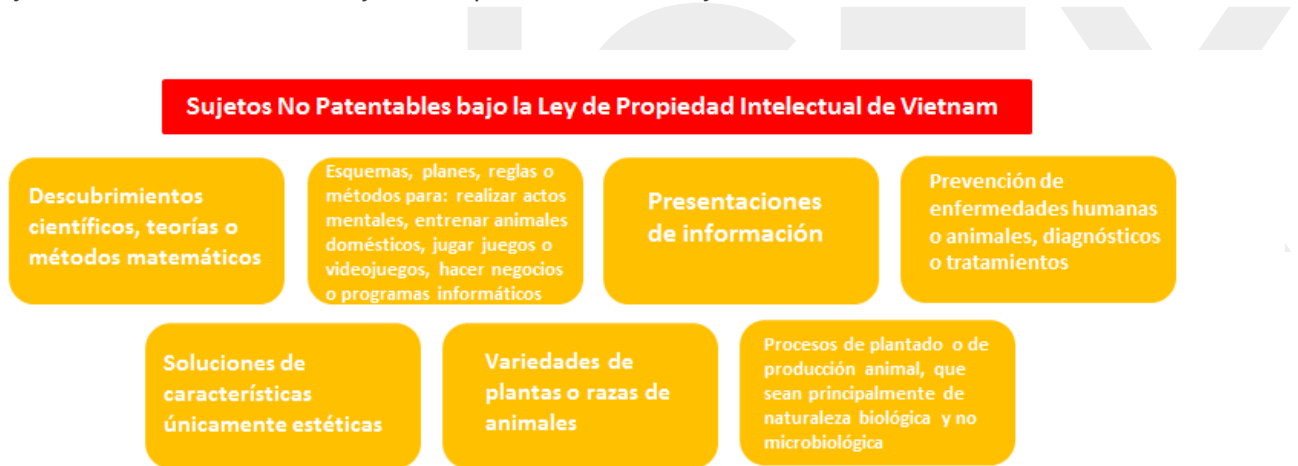 Sujetos No Patentables bajo la Ley de Propiedad Intelectual de Vietnam
Descubrimientos
científicos, teorías o
métodos matemáticos
Esquemas, planes, reglas o
métodos para: realizar actos
mentales, entrenar animales
domésticos, jugar juegos o
videojuegos, hacer negocios
o programas informáticos
Presentaciones
de información
Prevención de
enfermedades humanas
o animales, diagnósticos
o tratamientos
Soluciones de
características
únicamente estéticas
Variedades de
plantas o razas de
animales
Procesos de plantado o de
producción animal, que
sean principalmente de
naturaleza biológica y no
microbiológica